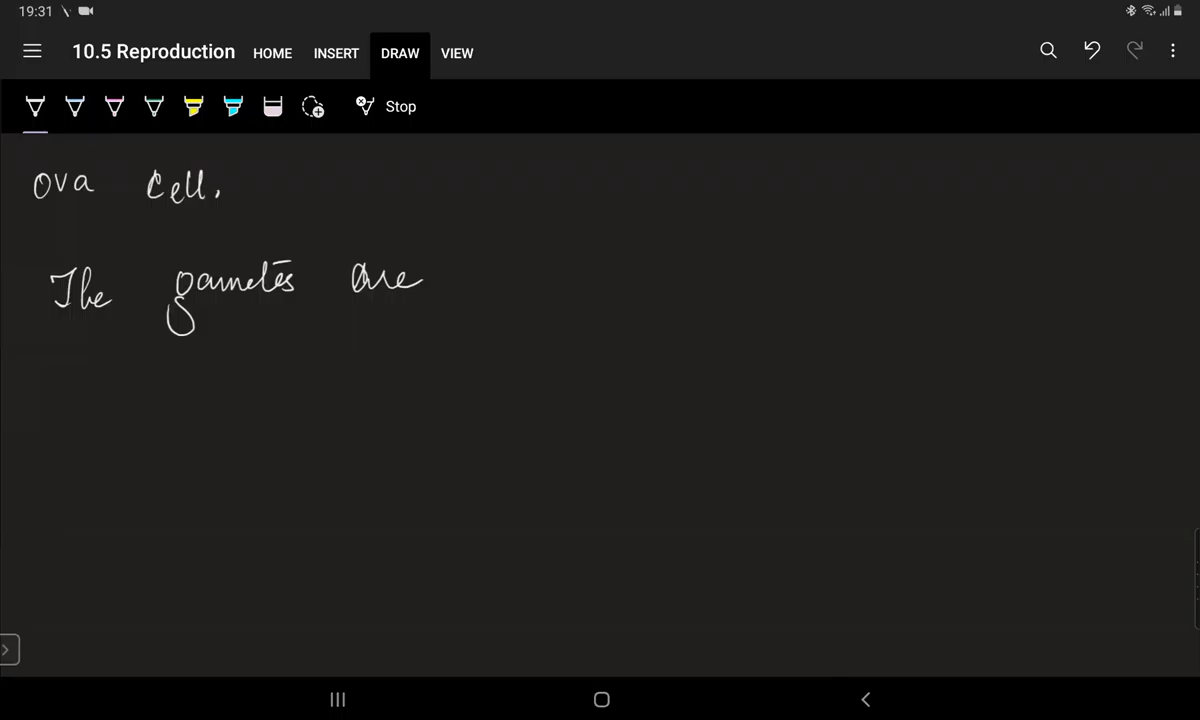 19:31
10.5 Reproduction HOME INSERT DRAW VIEW
Stop
ova cell.
The gametes are